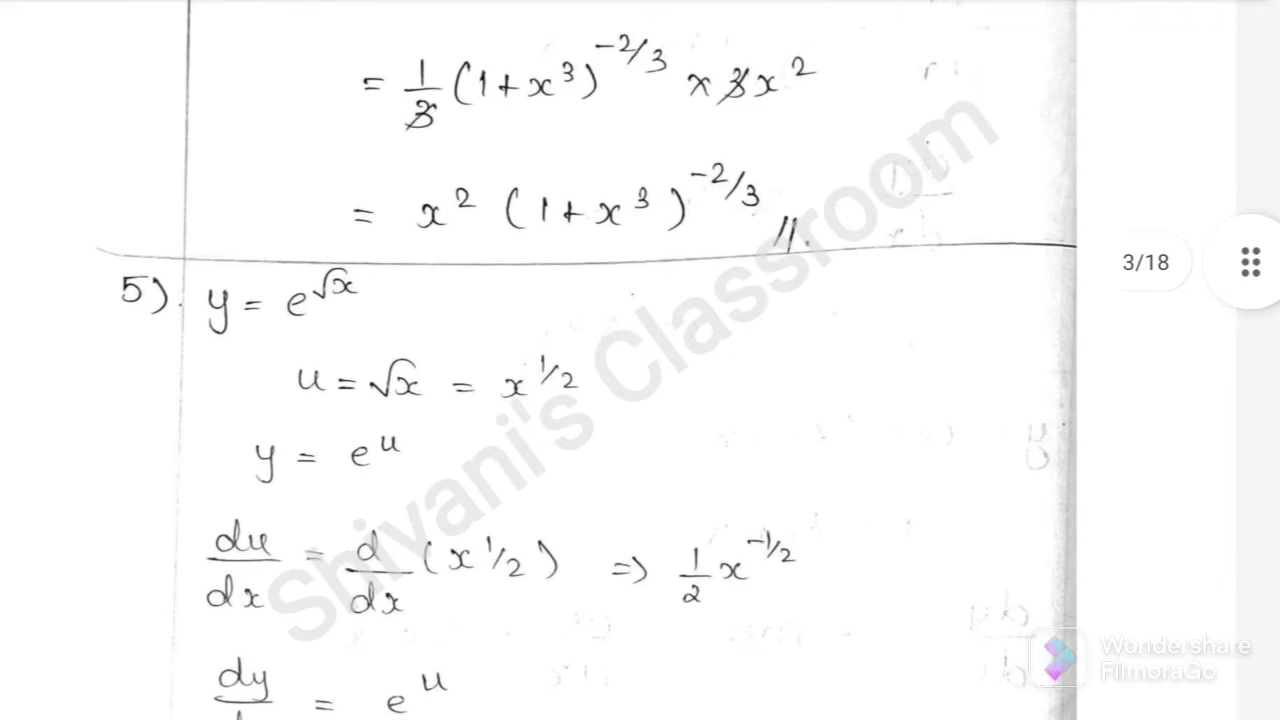 = 1/3 (1+x³)^-2/3 × 3x²
= x² (1+x³)^-2/3 //.
5). y = e^√x
u = √x = x^1/2
y = e^u
du/dx = d/dx (x^1/2) => 1/2 x^-1/2
dy
= e^u
Shivani's Classroom
3/18
Wondershare
FilmoraGo